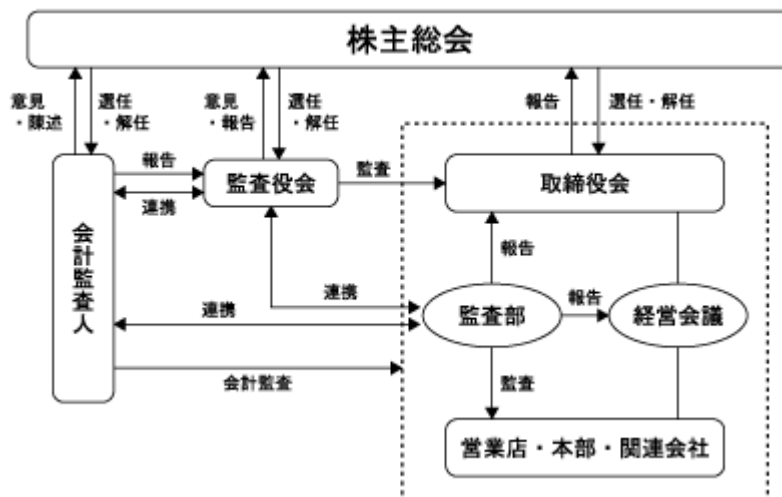 株主総会
意見
・陳述
選任
・解任
意見
・報告
選任
・解任
報告
選任・解任
報告
連携
監査役会
監査
取締役会
会計監査人
報告
連携
連携
監査部
報告
経営会議
会計監査
監査
営業店・本部・関連会社